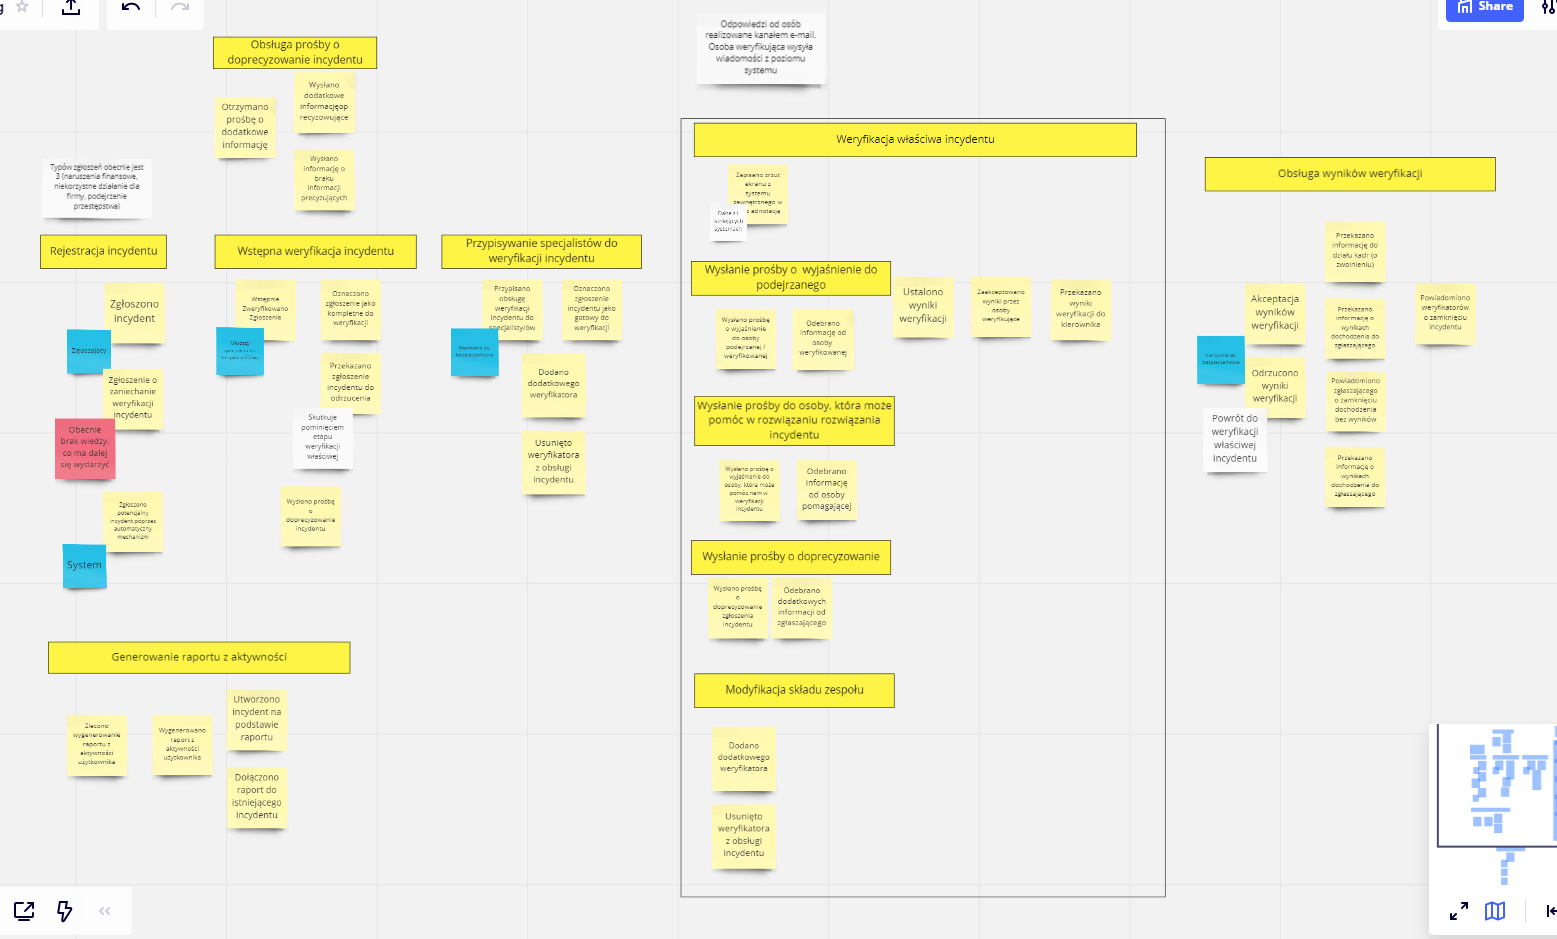 Share
Obsługa prośby o
doprecyzowanie incydentu
Otrzymano
prośbę o
dodatkowe
informację
Wysłano
dodatkowe
informacjęop
recyzowujące
Wysłano
informację o
braku
informacji
precyzujących
Typów zgłoszeń obecnie jest
3 (naruszenia finansowe,
niekorzystne działanie dla
firmy, podejrzenie
przestępstwa)
Rejestracja incydentu
Zgłoszono
incydent
Zgłaszający
Zgłoszenie o
zaniechanie
weryfikacji
incydentu
Obecnie
brak wiedzy,
co ma dalej
się wydarzyć
Zgłoszono
potencjalny
incydent poprzez
automatyczny
mechanizm
System
Wstępna weryfikacja incydentu
Wstępnie
Zweryfikowano
Zgłoszenie
Młodszy
Oznaczono
zgłoszenie jako
kompletne do
weryfikacji
Przekazano
zgłoszenie
incydentu do
odrzucenia
Skutkuje
pominięciem
etapu
weryfikacji
właściwej
Wysłano prośbę
o
doprecyzowanie
incydentu
Przypisywanie specjalistów do
weryfikacji incydentu
Przypisano
obsługę
weryfikacji
incydentu do
specjalisty/ów
Kierownik ds.
bezpieczeństwa
Oznaczono
zgłoszenie
incydentu jako
gotowy do
weryfikacji
Dodano
dodatkowego
weryfikatora
Usunięto
weryfikatora
z obsługi
incydentu
Generowanie raportu z aktywności
Zlecono
wygenerowanie
raportu z
aktywności
użytkownika
Wygenerowano
raport z
aktywności
użytkownika
Utworzono
incydent na
podstawie
raportu
Dołączono
raport do
istniejącego
incydentu
Odpowiedzi od osób
realizowane kanałem e-mail.
Osoba weryfikująca wysyła
wiadomości z poziomu
systemu
Weryfikacja właściwa incydentu
Zapisano zrzut
ekranu z
systemu
zewnętrznego w
z adnotacją
Dane z i
istniejących
systemach
Wysłanie prośby o wyjaśnienie do
podejrzanego
Wysłano prośbę
o wyjaśnienie
do osoby
podejrzanej /
weryfikowanej
Odebrano
informację od
osoby
weryfikowanej
Ustalono
wyniki
weryfikacji
Zaakceptowano
wyniki przez
osoby
weryfikujące
Przekazano
wyniki
weryfikacji do
kierownika
Wysłanie prośby do osoby, która może
pomóc w rozwiązaniu rozwiązania
incydentu
Wysłano prośbę o
wyjaśnienie do
osoby, która może
pomóc nam w
weryfikacji
incydentu
Odebrano
informację
od osoby
pomagającej
Wysłanie prośby o doprecyzowanie
Wysłano prośbę
o
doprecyzowanie
zgłoszenia
incydentu
Odebrano
dodatkowych
informacji od
zgłaszającego
Modyfikacja składu zespołu
Dodano
dodatkowego
weryfikatora
Usunięto
weryfikatora
z obsługi
incydentu
Obsługa wyników weryfikacji
Akceptacja
wyników
weryfikacji
Kierownik ds.
bezpieczeństwa
Odrzucono
wyniki
weryfikacji
Powrót do
weryfikacji
właściwej
incydentu
Przekazano
informację do
działu kadr (o
zwolnieniu)
Przekazano
informację o
wynikach
dochodzenia do
zgłaszającego
Powiadomiono
zgłaszającego
o zamknięciu
dochodzenia
bez wyników
Przekazano
informację o
wynikach
dochodzenia do
zgłaszającego
Powiadomiono
weryfikatorów
o zamknięciu
incydentu